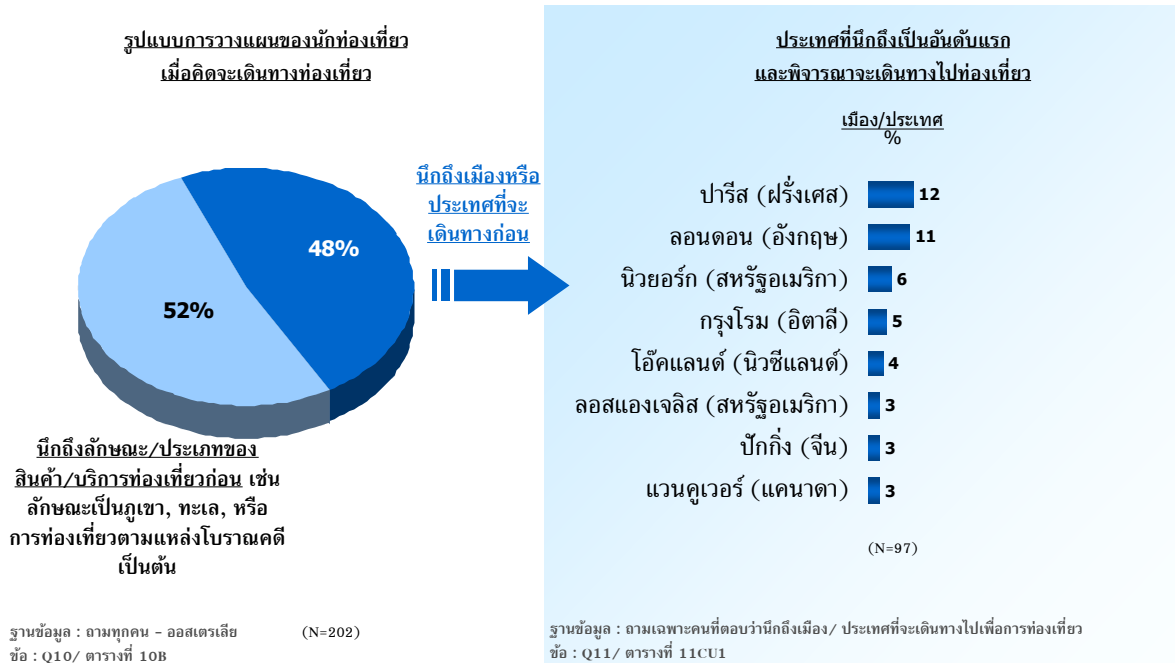 รูปแบบการวางแผนของนักท่องเที่ยว
เมื่อคิดจะเดินทางท่องเที่ยว
48%
52%
นึกถึงเมืองหรือ
ประเทศที่จะ
เดินทางก่อน
นึกถึงลักษณะ/ประเภทของ
สินค้า/บริการท่องเที่ยวก่อน เช่น
ลักษณะเป็นภูเขา, ทะเล, หรือ
การท่องเที่ยวตามแหล่งโบราณคดี
เป็นต้น
ฐานข้อมูล : ถามทุกคน - ออสเตรเลีย (N=202)
ข้อ : Q10/ ตารางที่ 10B
ประเทศที่นึกถึงเป็นอันดับแรก
และพิจารณาจะเดินทางไปท่องเที่ยว
เมือง/ประเทศ
%
ปารีส (ฝรั่งเศส) 12
ลอนดอน (อังกฤษ) 11
นิวยอร์ก (สหรัฐอเมริกา) 6
กรุงโรม (อิตาลี) 5
โอ๊คแลนด์ (นิวซีแลนด์) 4
ลอสแองเจลิส (สหรัฐอเมริกา) 3
ปักกิ่ง (จีน) 3
แวนคูเวอร์ (แคนาดา) 3
(N=97)
ฐานข้อมูล : ถามเฉพาะคนที่ตอบว่านึกถึงเมือง/ ประเทศที่จะเดินทางไปเพื่อการท่องเที่ยว
ข้อ : Q11/ ตารางที่ 11CU1